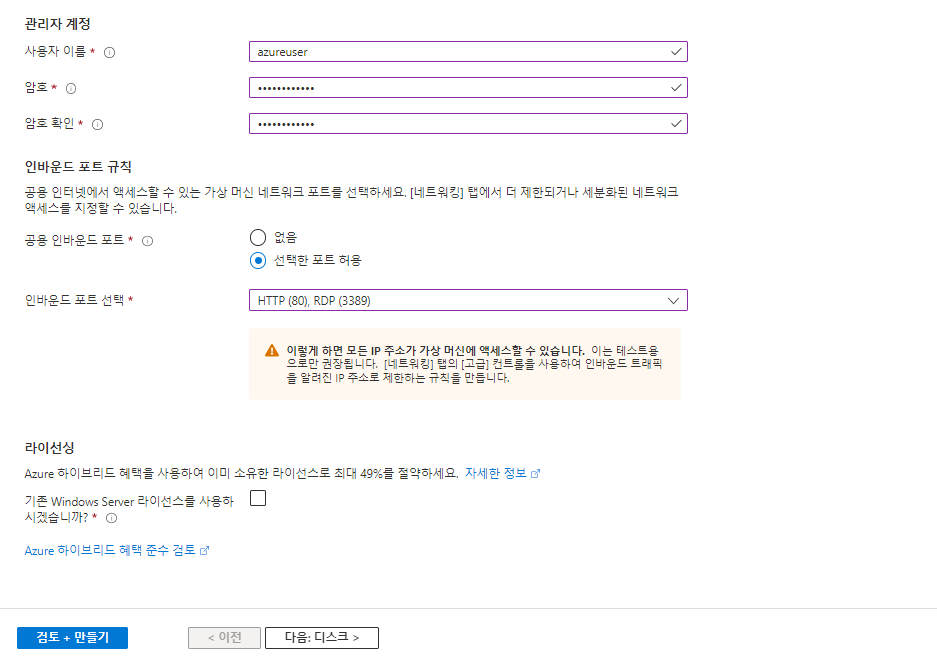 관리자 계정
사용자 이름 *
azureuser
암호 *
••••••••••••
암호 확인 *
••••••••••••
인바운드 포트 규칙
공용 인터넷에서 액세스할 수 있는 가상 머신 네트워크 포트를 선택하세요. [네트워킹] 탭에서 더 제한되거나 세분화된 네트워크
액세스를 지정할 수 있습니다.
공용 인바운드 포트 *
없음
선택한 포트 허용
인바운드 포트 선택 *
HTTP (80), RDP (3389)
이렇게 하면 모든 IP 주소가 가상 머신에 액세스할 수 있습니다. 이는 테스트용
으로만 권장됩니다. [네트워킹] 탭의 [고급] 컨트롤을 사용하여 인바운드 트래픽
을 알려진 IP 주소로 제한하는 규칙을 만듭니다.
라이선싱
Azure 하이브리드 혜택을 사용하여 이미 소유한 라이선스로 최대 49%를 절약하세요. 자세한 정보
기존 Windows Server 라이선스를 사용하
시겠습니까? *
Azure 하이브리드 혜택 준수 검토
검토 + 만들기
< 이전
다음: 디스크 >